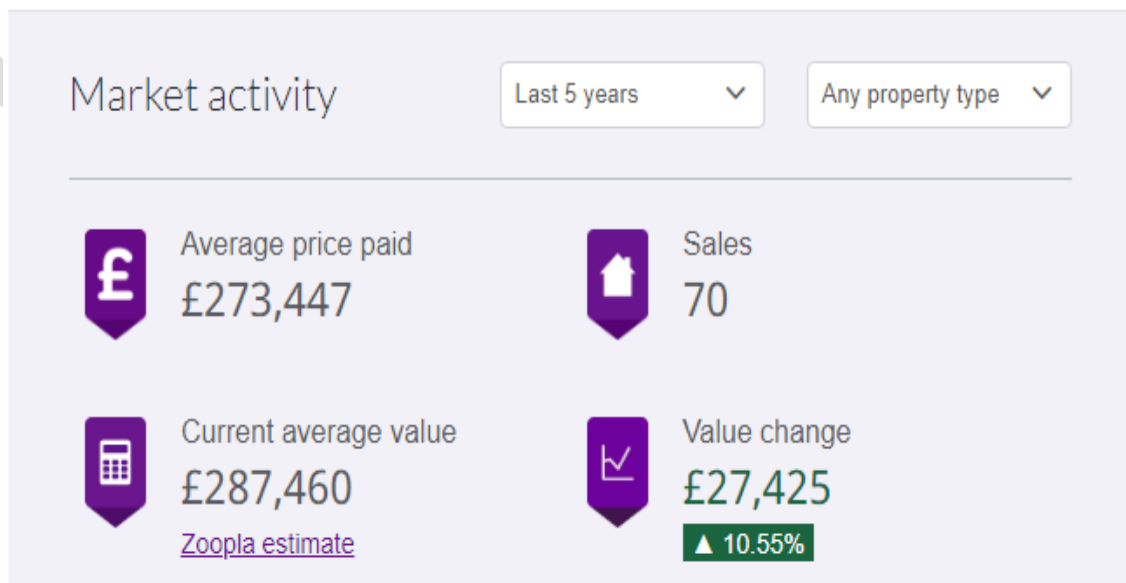 Market activity
Last 5 years
Any property type
£
Average price paid
£273,447
Sales
70
Current average value
£287,460
Zoopla estimate
Value change
£27,425
▲ 10.55%